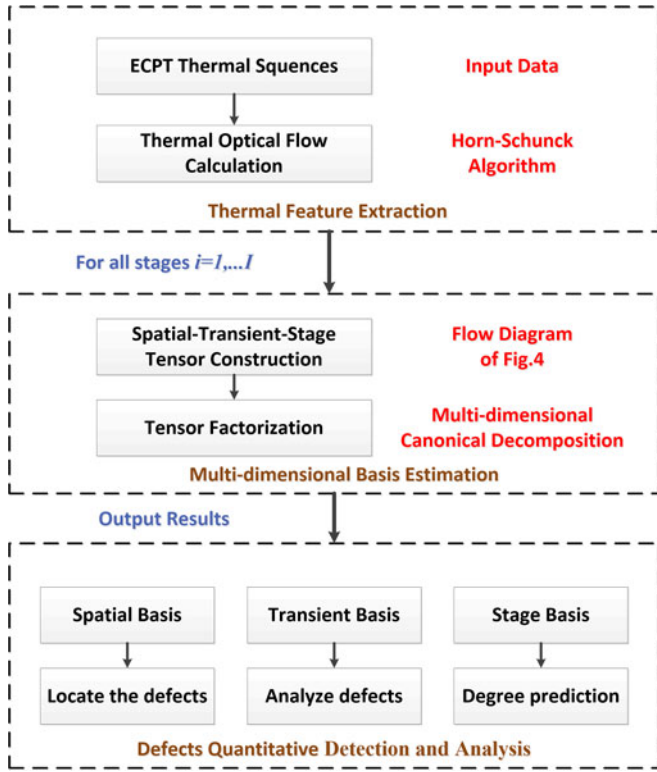 ECPT Thermal Squences
Input Data
Thermal Optical Flow
Calculation
Horn-Schunck
Algorithm
Thermal Feature Extraction
For all stages i=1,...I
Spatial-Transient-Stage
Tensor Construction
Flow Diagram
of Fig.4
Tensor Factorization
Multi-dimensional
Canonical Decomposition
Multi-dimensional Basis Estimation
Output Results
Spatial Basis
Transient Basis
Stage Basis
Locate the defects
Analyze defects
Degree prediction
Defects Quantitative Detection and Analysis